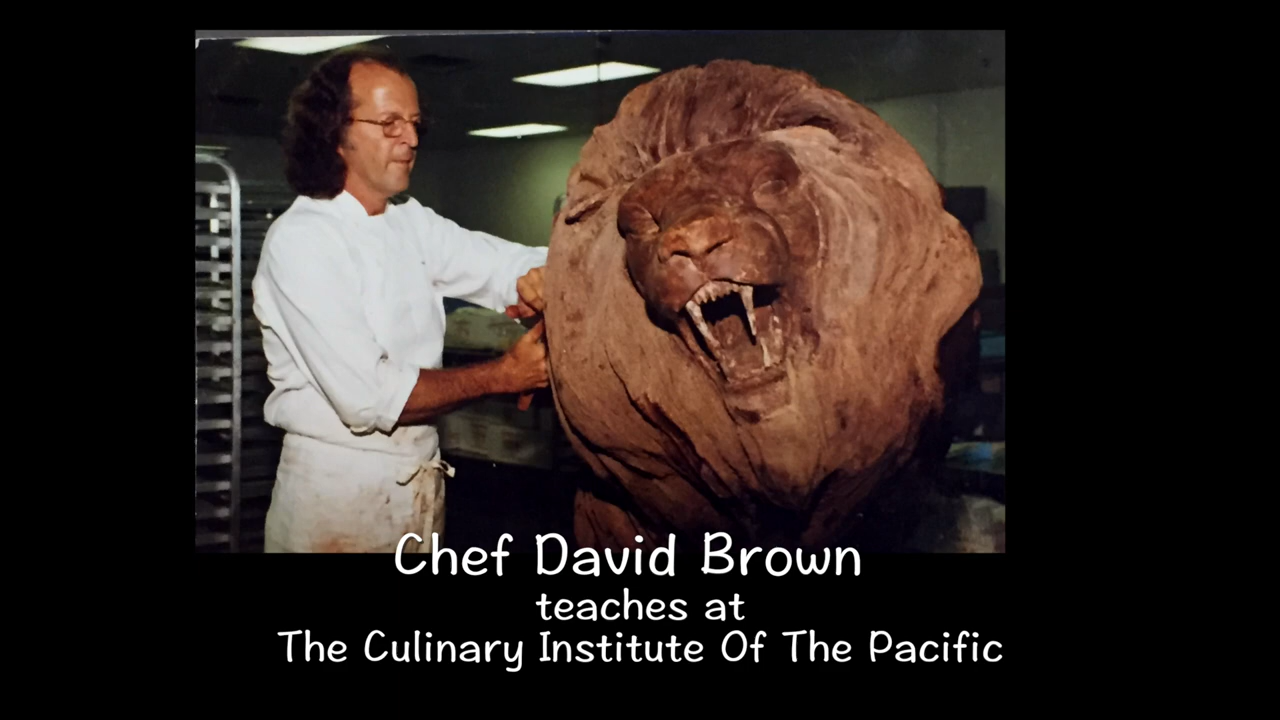 Chef David Brown
teaches at
The Culinary Institute Of The Pacific